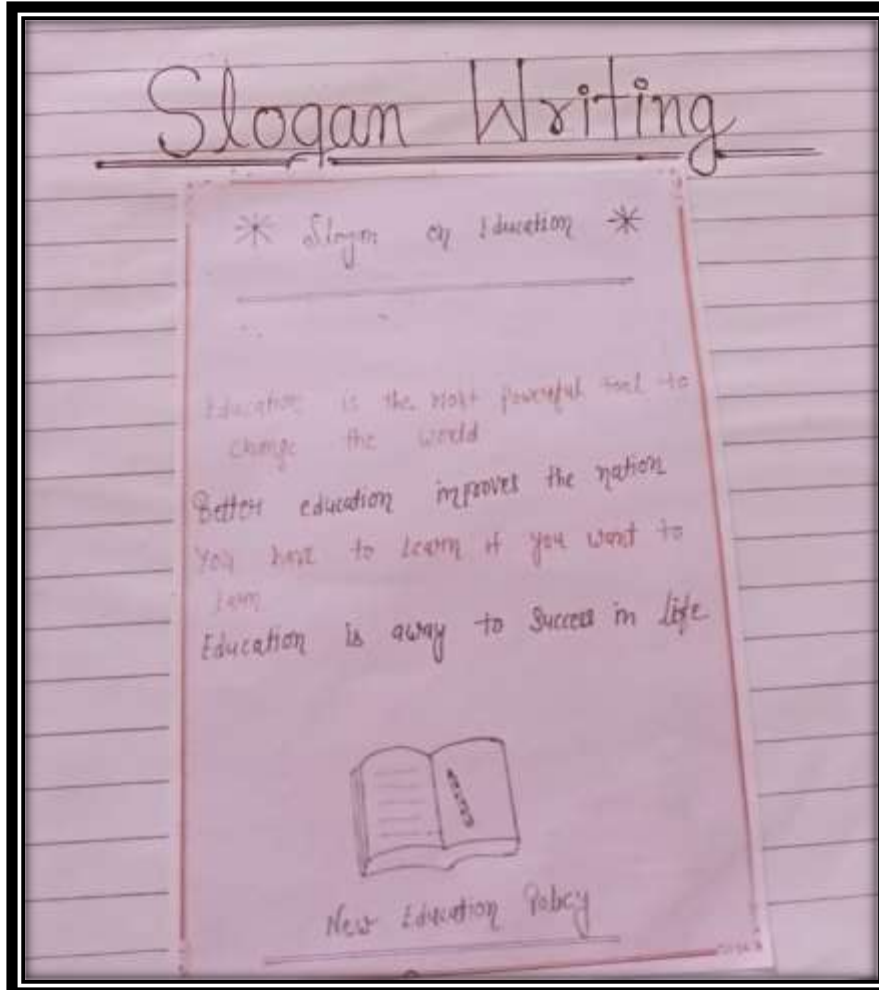 Slogan Writing
Slogan on Education
Education is the most powerful tool to
change the world
Better education improves the nation
You have to learn if you want to
Education is away to Success in life
New Education Policy